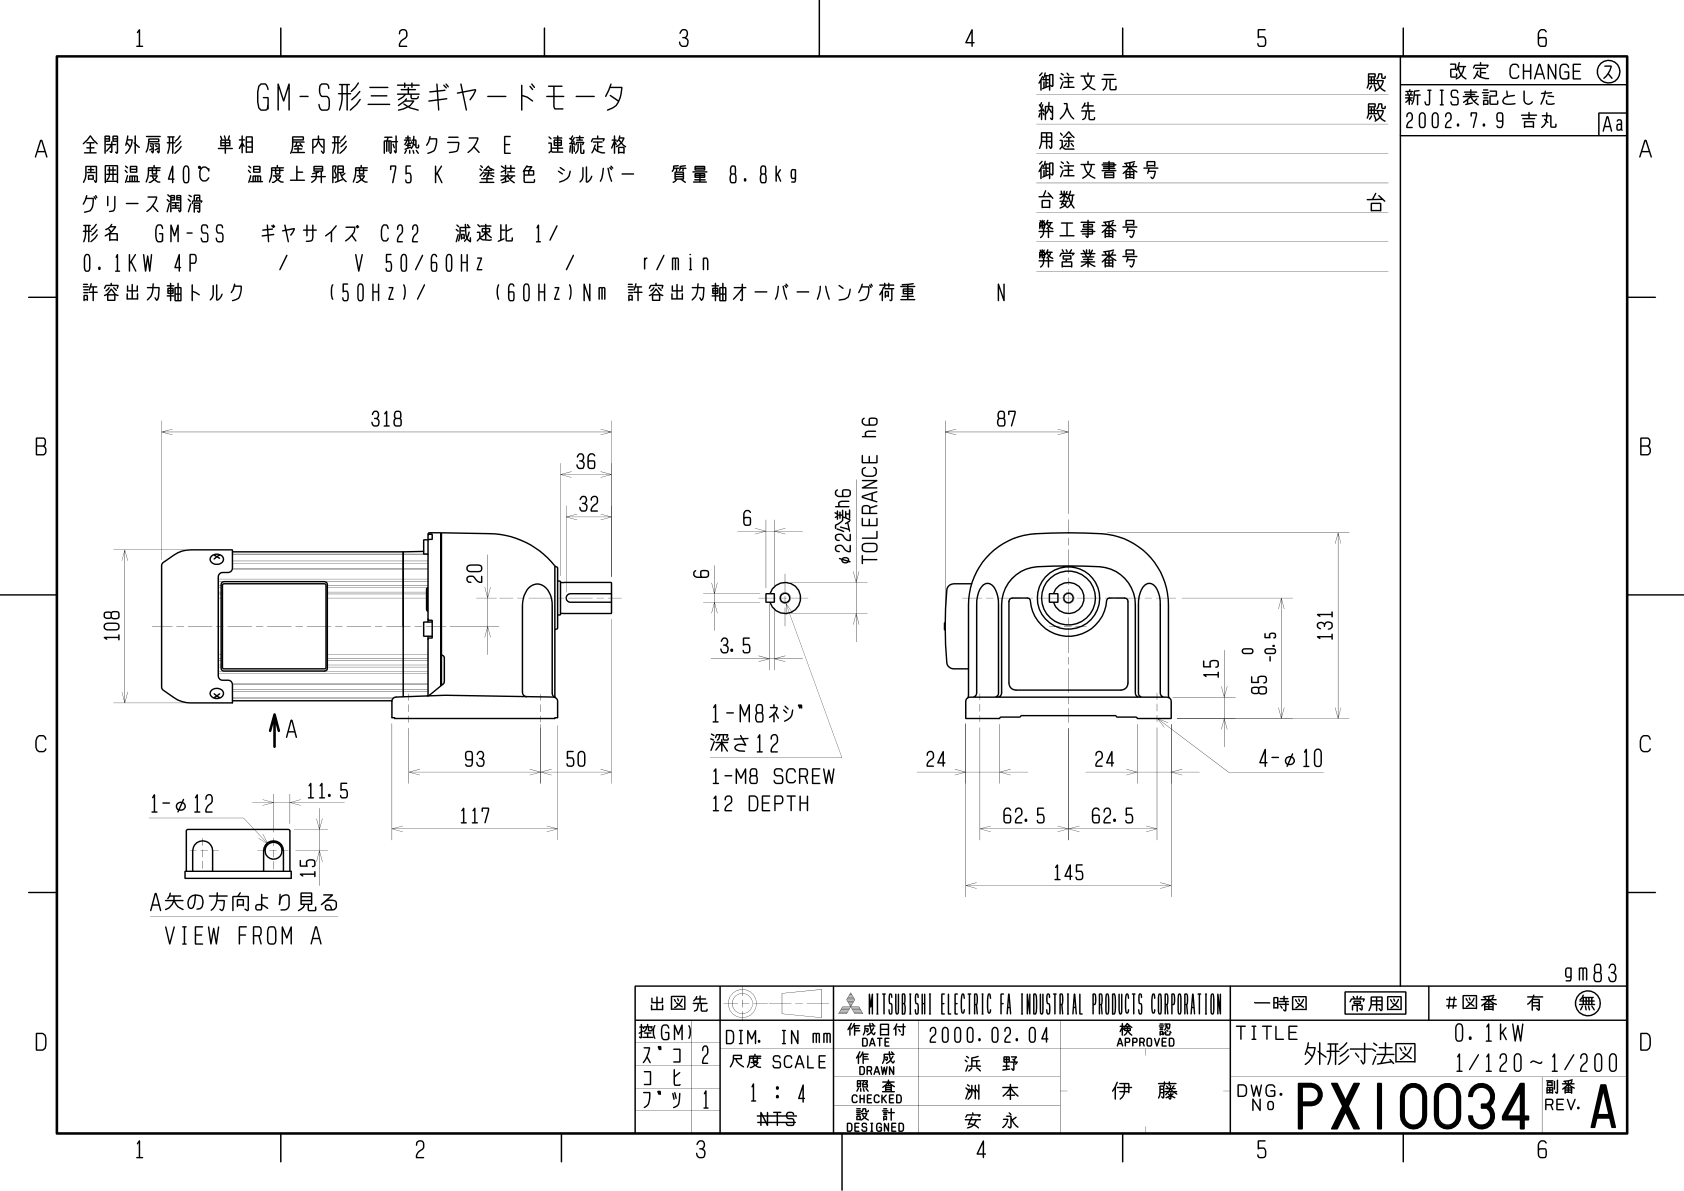 1 2 3 4 5 6
A
B
C
D
GM-S形三菱ギヤードモータ
全閉外扇形 単相 屋内形 耐熱クラス E 連続定格
周囲温度40℃ 温度上昇限度 75 K 塗装色 シルバー 質量 8.8kg
グリース潤滑
形名 GM-SS ギヤサイズ C22 減速比 1/
0.1KW 4P / V 50/60Hz / r/min
許容出力軸トルク (50Hz)/ (60Hz)Nm 許容出力軸オーバーハング荷重 N
御注文元 殿
納入先 殿
用途
御注文書番号
台数 台
弊工事番号
弊営業番号
改定 CHANGE ス
新JIS表記とした
2002.7.9 吉丸 Aa
A
B
C
D
318
36
32
20
108
A
93 50
117
1-φ12
11.5
15
A矢の方向より見る
VIEW FROM A
6
6
3.5
φ22公差h6
TOLERANCE h6
1-M8ネジ
深さ12
1-M8 SCREW
12 DEPTH
87
131
15
85 0 -0.5
24 24
4-φ10
62.5 62.5
145
gm83
出図先
控(GM)
ズコ 2
コヒ
ブツ 1
DIM. IN mm
尺度 SCALE
1 : 4
NTS
MITSUBISHI ELECTRIC FA INDUSTRIAL PRODUCTS CORPORATION
作成日付 DATE 2000.02.04
作成 DRAWN 浜野
照査 CHECKED 洲本
設計 DESIGNED 安永
検認 APPROVED
伊藤
一時図 常用図 #図番 有 無
TITLE 外形寸法図
0.1kW
1/120~1/200
DWG. No PX10034
副番 REV. A
1 2 3 4 5 6